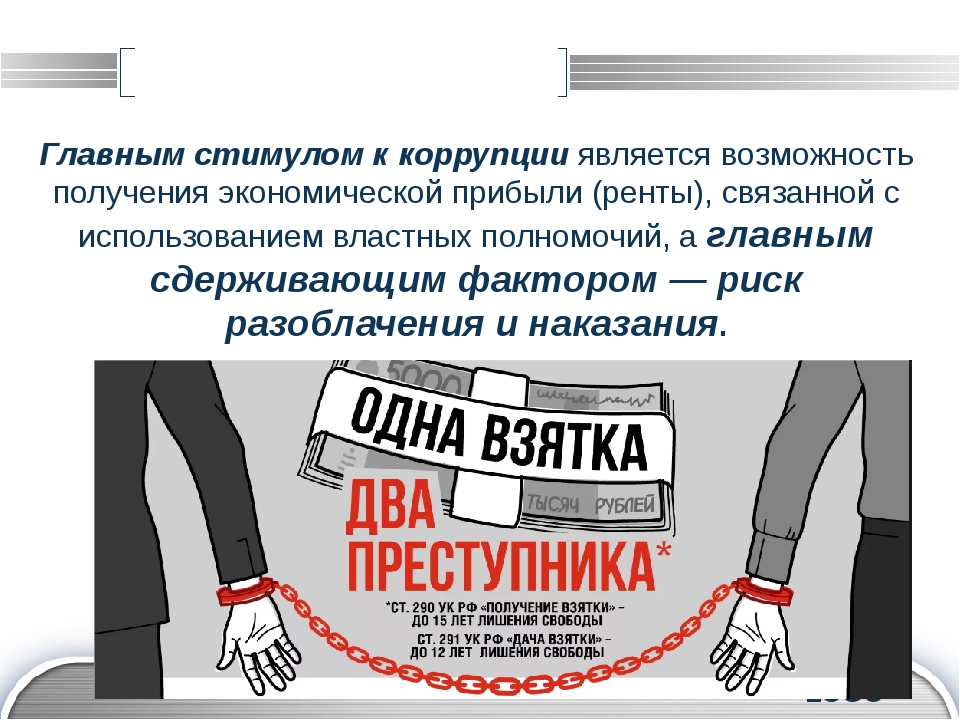 Главным стимулом к коррупции является возможность
получения экономической прибыли (ренты), связанной с
использованием властных полномочий, а главным
сдерживающим фактором — риск
разоблачения и наказания.
5000
ОДНА ВЗЯТКА
ТЫСЯЧ РУБЛЕЙ
ДВА
ПРЕСТУПНИКА*
*СТ. 290 УК РФ «ПОЛУЧЕНИЕ ВЗЯТКИ» –
ДО 15 ЛЕТ ЛИШЕНИЯ СВОБОДЫ
СТ. 291 УК РФ «ДАЧА ВЗЯТКИ» –
ДО 12 ЛЕТ ЛИШЕНИЯ СВОБОДЫ